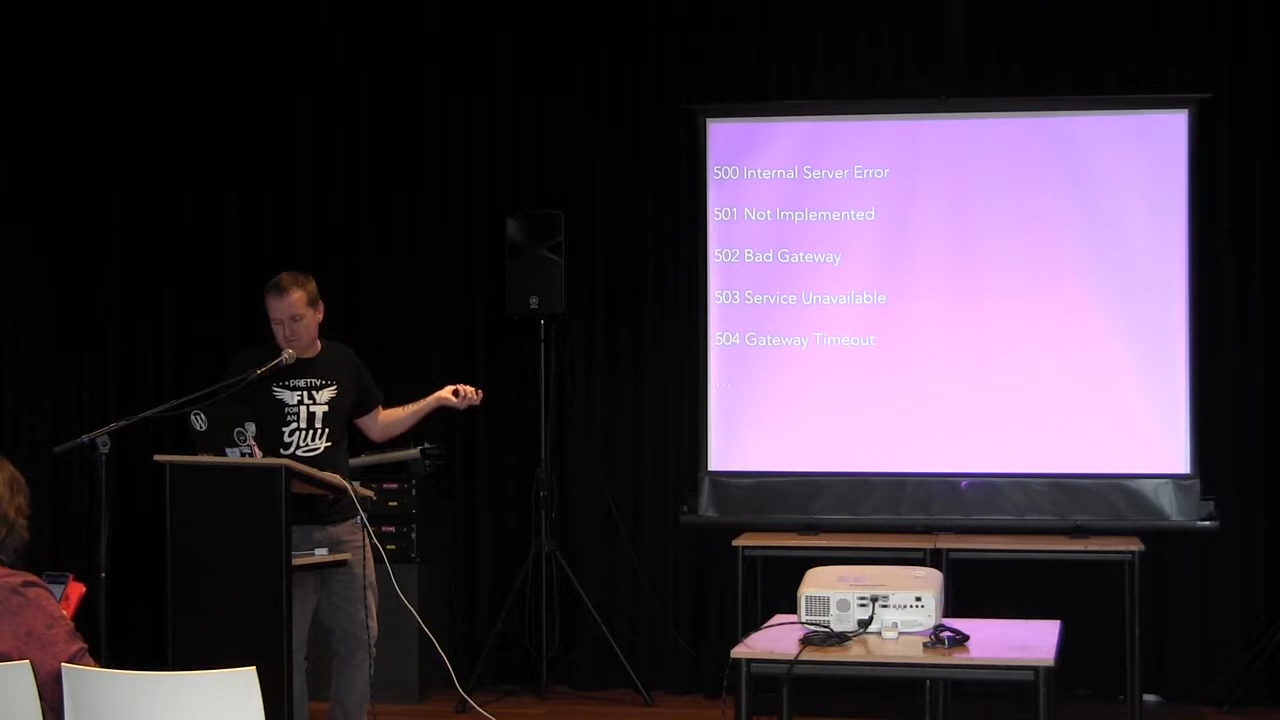 500 Internal Server Error
501 Not Implemented
502 Bad Gateway
503 Service Unavailable
504 Gateway Timeout
...
PRETTY
FLY
FOR
AN
IT
Guy